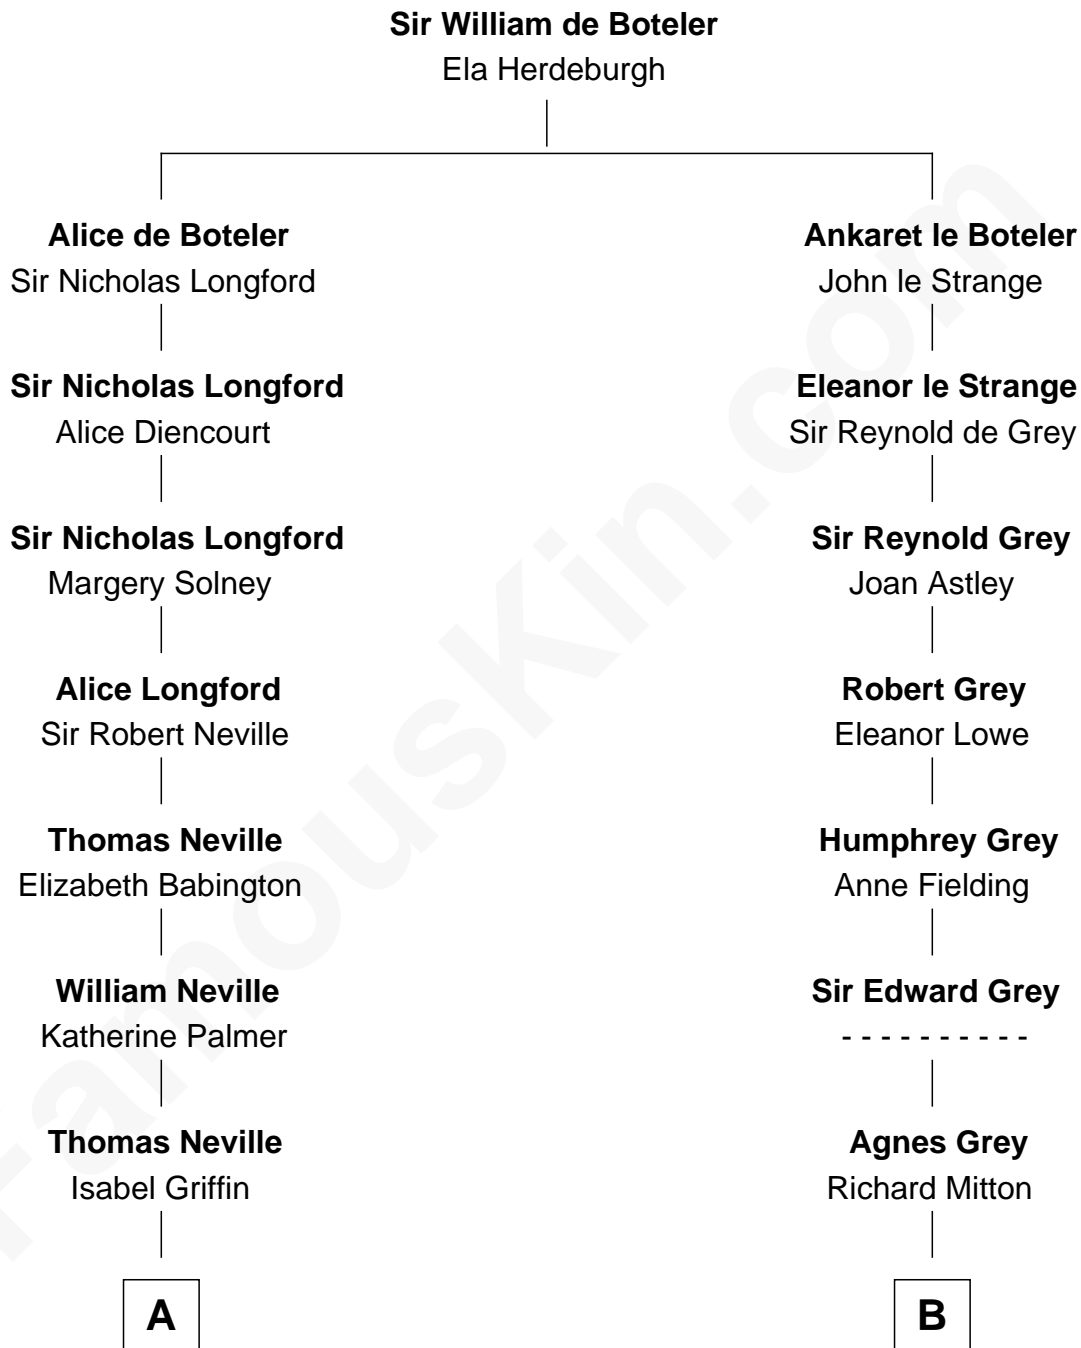 Sir William de Boteler
Ela Herdeburgh
Alice de Boteler
Sir Nicholas Longford
Ankaret le Boteler
John le Strange
Sir Nicholas Longford
Alice Diencourt
Eleanor le Strange
Sir Reynold de Grey
Sir Nicholas Longford
Margery Solney
Sir Reynold Grey
Joan Astley
Alice Longford
Sir Robert Neville
Robert Grey
Eleanor Lowe
Thomas Neville
Elizabeth Babington
Humphrey Grey
Anne Fielding
William Neville
Katherine Palmer
Sir Edward Grey
- - - - - - - - - -
Thomas Neville
Isabel Griffin
Agnes Grey
Richard Mitton
A
B
FamousKin.com